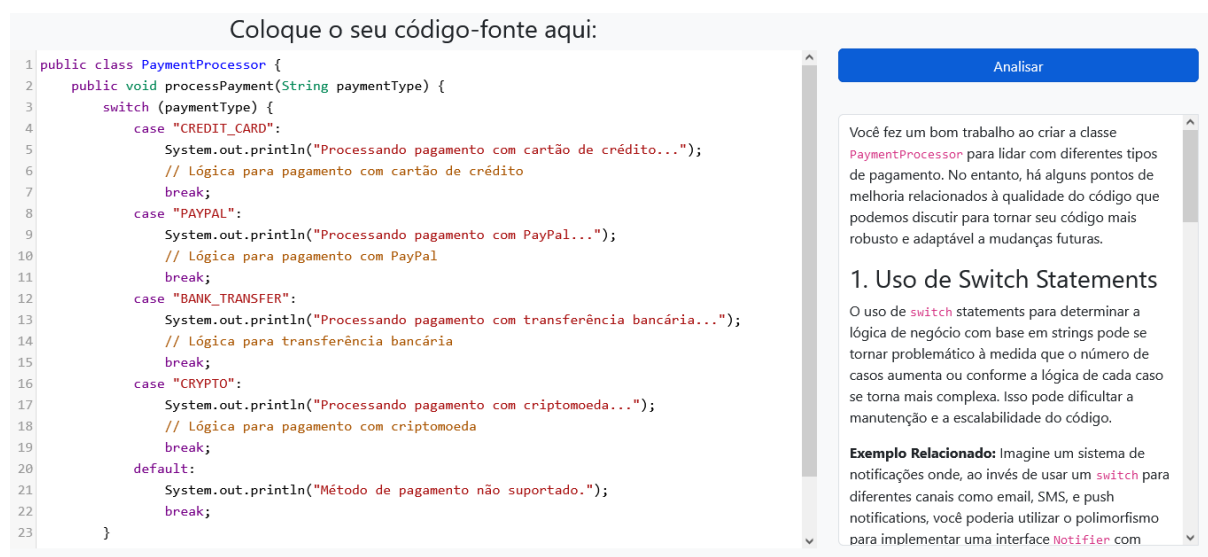 Coloque o seu código-fonte aqui:
1 public class PaymentProcessor {
2     public void processPayment(String paymentType) {
3         switch (paymentType) {
4             case "CREDIT_CARD":
5                 System.out.println("Processando pagamento com cartão de crédito...");
6                 // Lógica para pagamento com cartão de crédito
7                 break;
8             case "PAYPAL":
9                 System.out.println("Processando pagamento com PayPal...");
10                 // Lógica para pagamento com PayPal
11                 break;
12             case "BANK_TRANSFER":
13                 System.out.println("Processando pagamento com transferência bancária...");
14                 // Lógica para transferência bancária
15                 break;
16             case "CRYPTO":
17                 System.out.println("Processando pagamento com criptomoeda...");
18                 // Lógica para pagamento com criptomoeda
19                 break;
20             default:
21                 System.out.println("Método de pagamento não suportado.");
22                 break;
23         }
Analisar
Você fez um bom trabalho ao criar a classe
PaymentProcessor para lidar com diferentes tipos
de pagamento. No entanto, há alguns pontos de
melhoria relacionados à qualidade do código que
podemos discutir para tornar seu código mais
robusto e adaptável a mudanças futuras.
1. Uso de Switch Statements
O uso de switch statements para determinar a
lógica de negócio com base em strings pode se
tornar problemático à medida que o número de
casos aumenta ou conforme a lógica de cada caso
se torna mais complexa. Isso pode dificultar a
manutenção e a escalabilidade do código.
Exemplo Relacionado: Imagine um sistema de
notificações onde, ao invés de usar um switch para
diferentes canais como email, SMS, e push
notifications, você poderia utilizar o polimorfismo
para implementar uma interface Notifier com